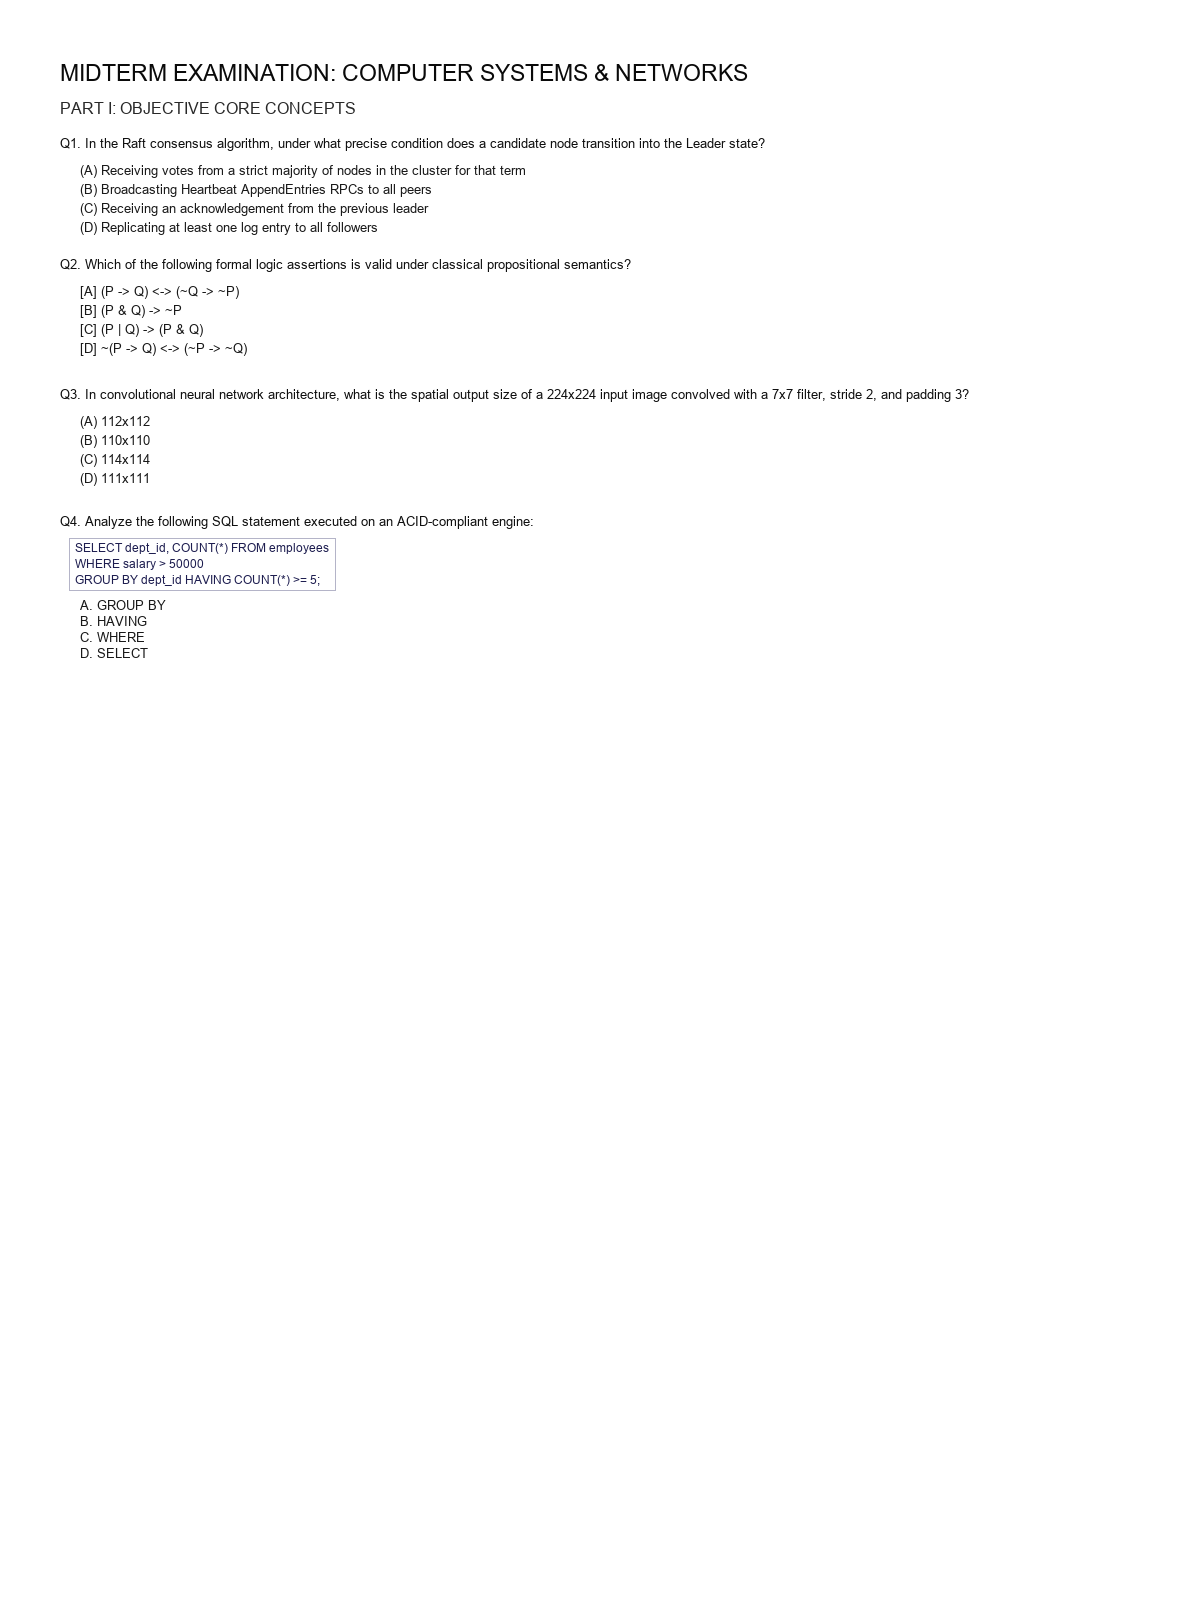 MIDTERM EXAMINATION: COMPUTER SYSTEMS & NETWORKS
PART I: OBJECTIVE CORE CONCEPTS
Q1. In the Raft consensus algorithm, under what precise condition does a candidate node transition into the Leader state?
(A) Receiving votes from a strict majority of nodes in the cluster for that term
(B) Broadcasting Heartbeat AppendEntries RPCs to all peers
(C) Receiving an acknowledgement from the previous leader
(D) Replicating at least one log entry to all followers
Q2. Which of the following formal logic assertions is valid under classical propositional semantics?
[A] (P -> Q) <-> (~Q -> ~P)
[B] (P & Q) -> ~P
[C] (P | Q) -> (P & Q)
[D] ~(P -> Q) <-> (~P -> ~Q)
Q3. In convolutional neural network architecture, what is the spatial output size of a 224x224 input image convolved with a 7x7 filter, stride 2, and padding 3?
(A) 112x112
(B) 110x110
(C) 114x114
(D) 111x111
Q4. Analyze the following SQL statement executed on an ACID-compliant engine:
SELECT dept_id, COUNT(*) FROM employees
WHERE salary > 50000
GROUP BY dept_id HAVING COUNT(*) >= 5;
A. GROUP BY
B. HAVING
C. WHERE
D. SELECT